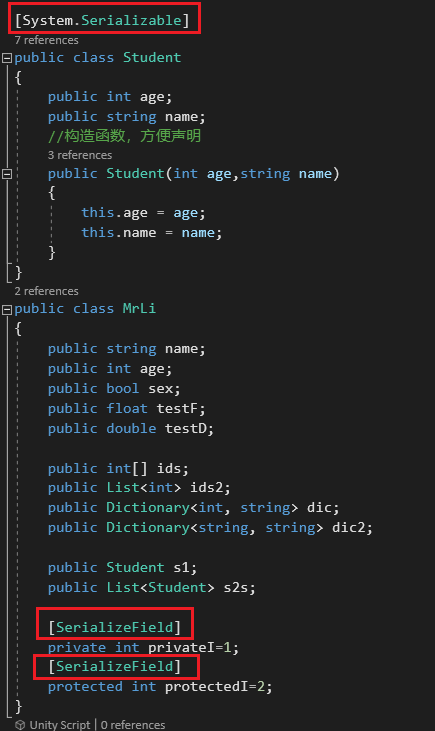 [System.Serializable]
7 references
public class Student
{
public int age;
public string name;
//构造函数，方便声明
3 references
public Student(int age,string name)
{
this.age = age;
this.name = name;
}
}
2 references
public class MrLi
{
public string name;
public int age;
public bool sex;
public float testF;
public double testD;
public int[] ids;
public List<int> ids2;
public Dictionary<int, string> dic;
public Dictionary<string, string> dic2;
public Student s1;
public List<Student> s2s;
[SerializeField]
private int privateI=1;
[SerializeField]
protected int protectedI=2;
}
Unity Script | 0 references